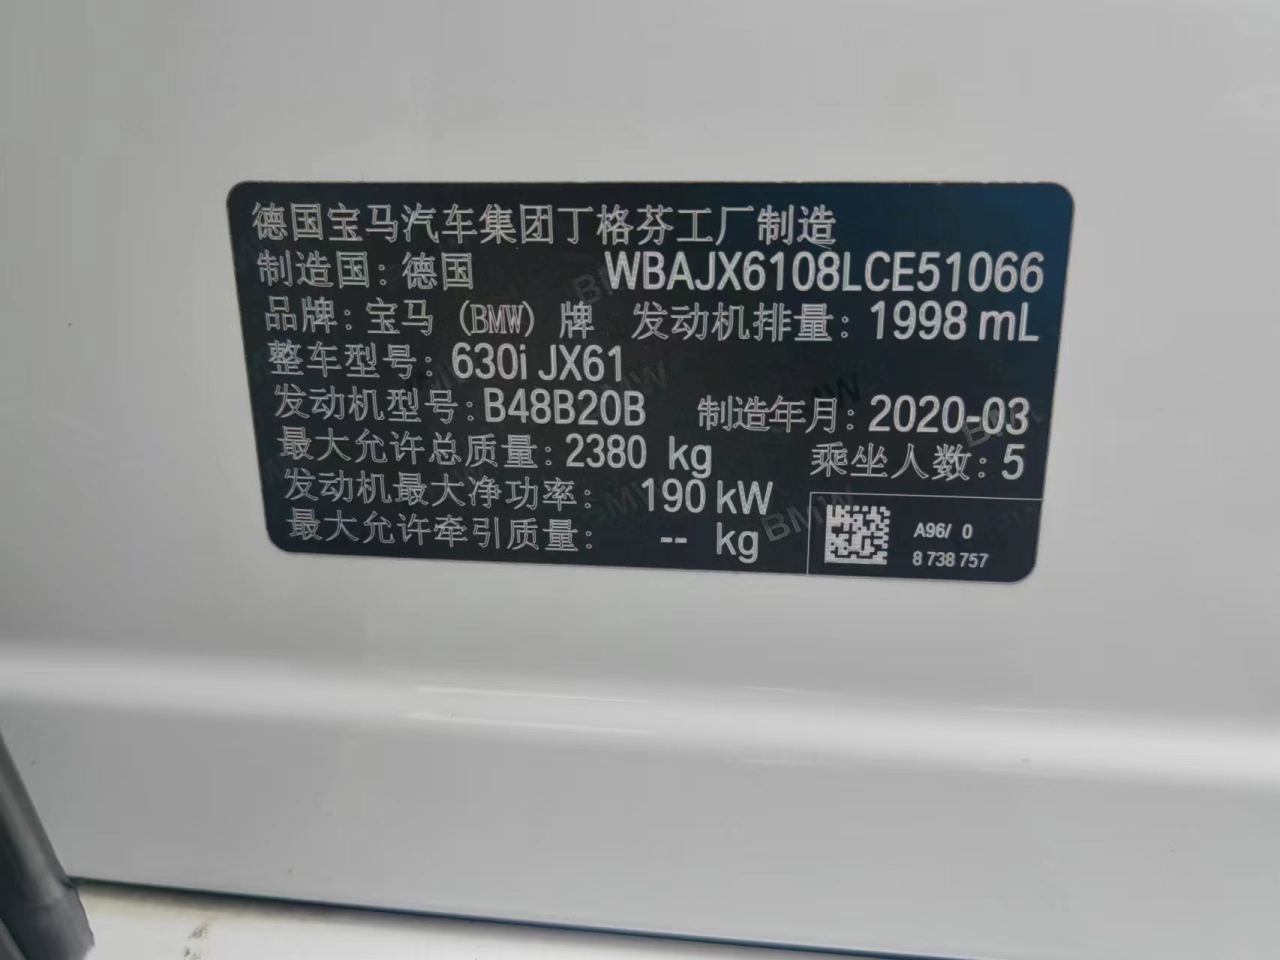 德国宝马汽车集团丁格芬工厂制造
制造国：德国 WBAJX6108LCE51066
品牌：宝马（BMW）牌 发动机排量：1998 mL
整车型号：630i JX61
发动机型号：B48B20B 制造年月：2020-03
最大允许总质量：2380 kg 乘坐人数：5
发动机最大净功率：190 kW
最大允许牵引质量：-- kg
A96/ 0
8 738 757